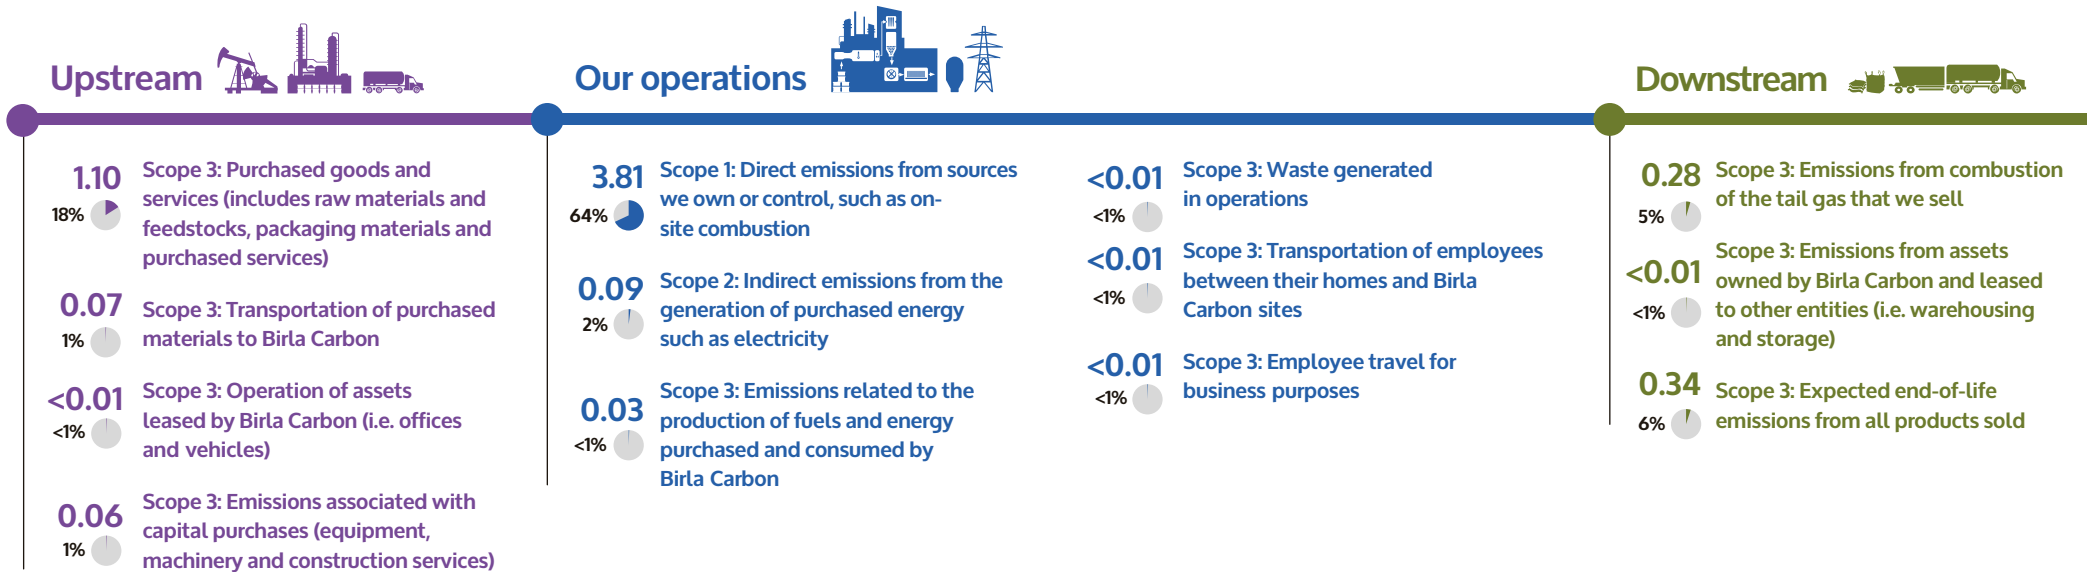 Upstream
1.10
18%
Scope 3: Purchased goods and
services (includes raw materials and
feedstocks, packaging materials and
purchased services)
0.07
1%
Scope 3: Transportation of purchased
materials to Birla Carbon
<0.01
<1%
Scope 3: Operation of assets
leased by Birla Carbon (i.e. offices
and vehicles)
0.06
1%
Scope 3: Emissions associated with
capital purchases (equipment,
machinery and construction services)
Our operations
3.81
64%
Scope 1: Direct emissions from sources
we own or control, such as on-
site combustion
0.09
2%
Scope 2: Indirect emissions from the
generation of purchased energy
such as electricity
0.03
<1%
Scope 3: Emissions related to the
production of fuels and energy
purchased and consumed by
Birla Carbon
<0.01
<1%
Scope 3: Waste generated
in operations
<0.01
<1%
Scope 3: Transportation of employees
between their homes and Birla
Carbon sites
<0.01
<1%
Scope 3: Employee travel for
business purposes
Downstream
0.28
5%
Scope 3: Emissions from combustion
of the tail gas that we sell
<0.01
<1%
Scope 3: Emissions from assets
owned by Birla Carbon and leased
to other entities (i.e. warehousing
and storage)
0.34
6%
Scope 3: Expected end-of-life
emissions from all products sold